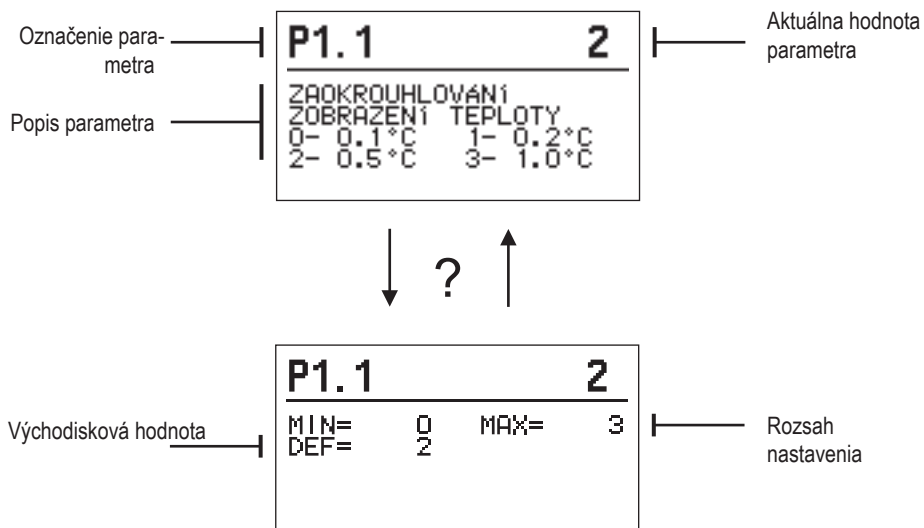 Označenie para-
metra
P1.1 2
Aktuálna hodnota
parametra
Popis parametra
ZAOKROUHLOVÁNí
ZOBRAZENí TEPLOTY
0- 0.1°C 1- 0.2°C
2- 0.5°C 3- 1.0°C
?
P1.1 2
Východisková hodnota
MIN= 0 MAX= 3
DEF= 2
Rozsah
nastavenia